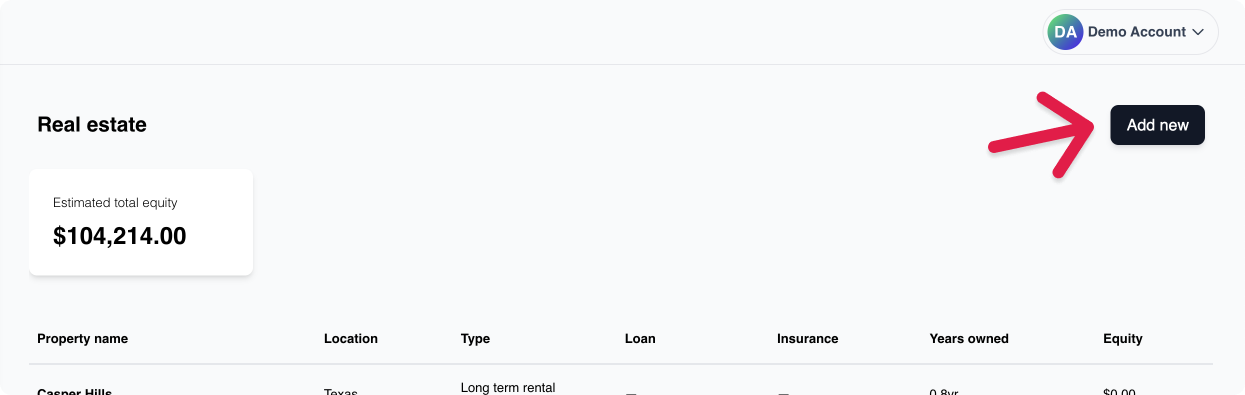 DA Demo Account
Real estate
Add new
Estimated total equity
$104,214.00
Property name Location Type Loan Insurance Years owned Equity
Long term rental
Casper Hills Texas — — 0.8yr $0.00